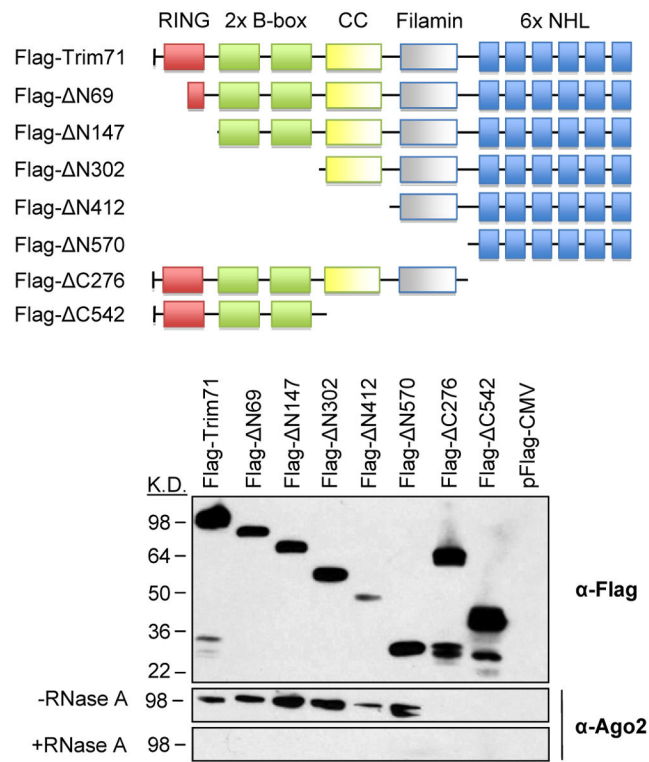 RING 2x B-box CC Filamin 6x NHL
Flag-Trim71
Flag-ΔN69
Flag-ΔN147
Flag-ΔN302
Flag-ΔN412
Flag-ΔN570
Flag-ΔC276
Flag-ΔC542
Flag-Trim71
Flag-ΔN69
Flag-ΔN147
Flag-ΔN302
Flag-ΔN412
Flag-ΔN570
Flag-ΔC276
Flag-ΔC542
pFlag-CMV
K.D.
98
64
50
36
22
α-Flag
-RNase A 98
+RNase A 98
α-Ago2